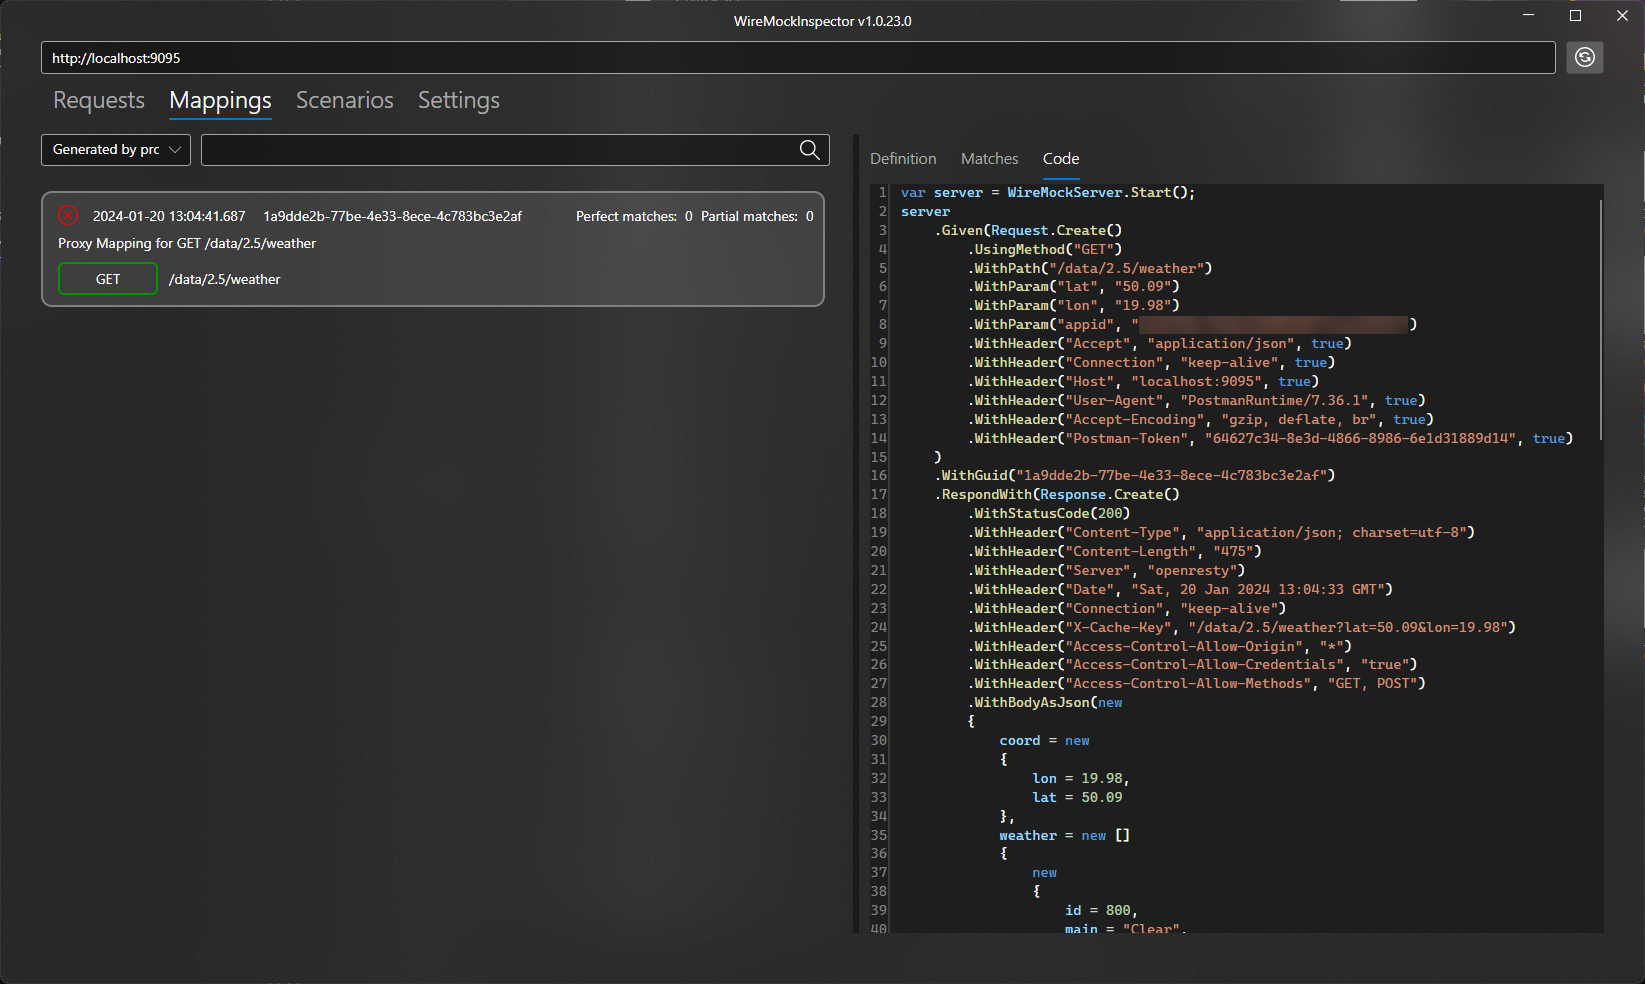 WireMockInspector v1.0.23.0
http://localhost:9095
Requests Mappings Scenarios Settings
Generated by prc
1a9dde2b-77be-4e33-8ece-4c783bc3e2af
2024-01-20 13:04:41.687 1a9dde2b-77be-4e33-8ece-4c783bc3e2af Perfect matches: 0 Partial matches: 0
Proxy Mapping for GET /data/2.5/weather
GET /data/2.5/weather
Definition Matches Code
1 var server = WireMockServer.Start();
2 server
3 .Given(Request.Create()
4 .UsingMethod("GET")
5 .WithPath("/data/2.5/weather")
6 .WithParam("lat", "50.09")
7 .WithParam("lon", "19.98")
8 .WithParam("appid", " )
9 .WithHeader("Accept", "application/json", true)
10 .WithHeader("Connection", "keep-alive", true)
11 .WithHeader("Host", "localhost:9095", true)
12 .WithHeader("User-Agent", "PostmanRuntime/7.36.1", true)
13 .WithHeader("Accept-Encoding", "gzip, deflate, br", true)
14 .WithHeader("Postman-Token", "64627c34-8e3d-4866-8986-6e1d31889d14", true)
15 )
16 .WithGuid("1a9dde2b-77be-4e33-8ece-4c783bc3e2af")
17 .RespondWith(Response.Create()
18 .WithStatusCode(200)
19 .WithHeader("Content-Type", "application/json; charset=utf-8")
20 .WithHeader("Content-Length", "475")
21 .WithHeader("Server", "openresty")
22 .WithHeader("Date", "Sat, 20 Jan 2024 13:04:33 GMT")
23 .WithHeader("Connection", "keep-alive")
24 .WithHeader("X-Cache-Key", "/data/2.5/weather?lat=50.09&lon=19.98")
25 .WithHeader("Access-Control-Allow-Origin", "*")
26 .WithHeader("Access-Control-Allow-Credentials", "true")
27 .WithHeader("Access-Control-Allow-Methods", "GET, POST")
28 .WithBodyAsJson(new
29 {
30 coord = new
31 {
32 lon = 19.98,
33 lat = 50.09
34 },
35 weather = new []
36 {
37 new
38 {
39 id = 800,
40 main = "Clear",